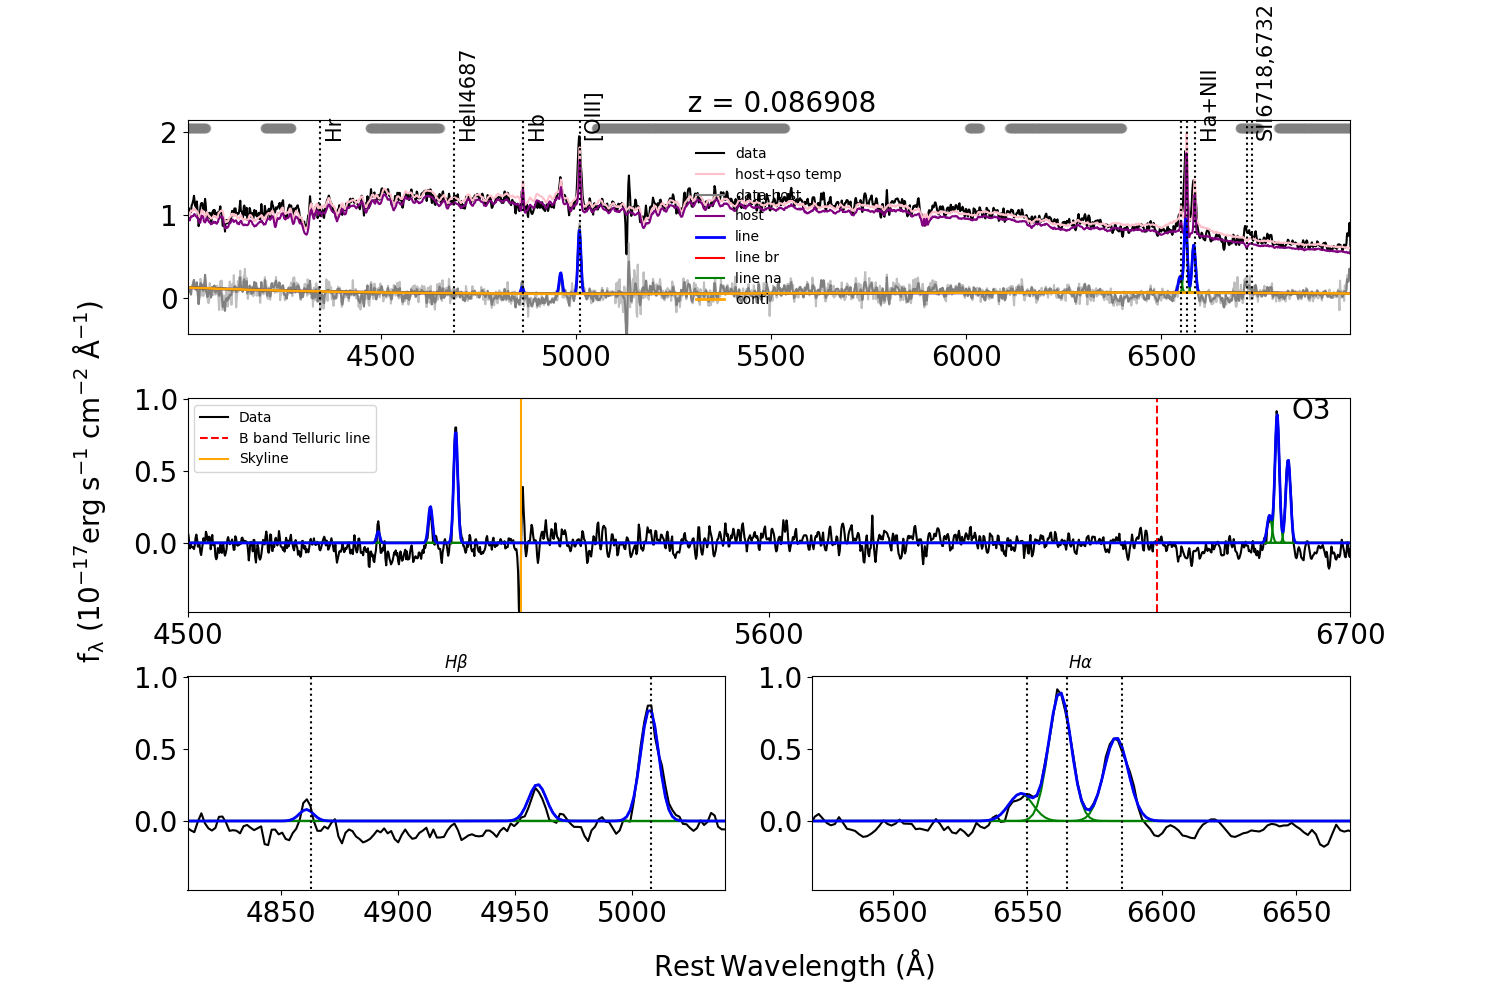 z = 0.086908
Hr
HeII4687
Hb
[OIII]
Ha+NII
SII6718,6732
2
1
0
data
host+qso temp
data-host
host
line
line br
line na
conti
4500
5000
5500
6000
6500
fλ (10−17erg s−1 cm−2 Å−1)
1.0
0.5
0.0
Data
B band Telluric line
Skyline
O3
4500
5600
6700
Hβ
1.0
0.5
0.0
4850
4900
4950
5000
Hα
1.0
0.5
0.0
6500
6550
6600
6650
Rest Wavelength (Å)